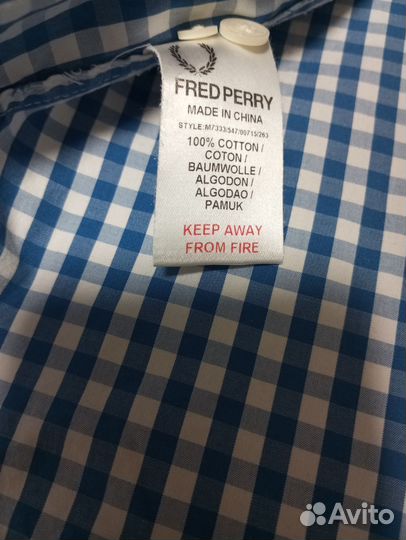 FRED PERRY
MADE IN CHINA
STYLE: M7333/547/00715/263
100% COTTON /
COTON /
BAUMWOLLE /
ALGODON /
ALGODAO /
PAMUK
KEEP AWAY
FROM FIRE
Avito